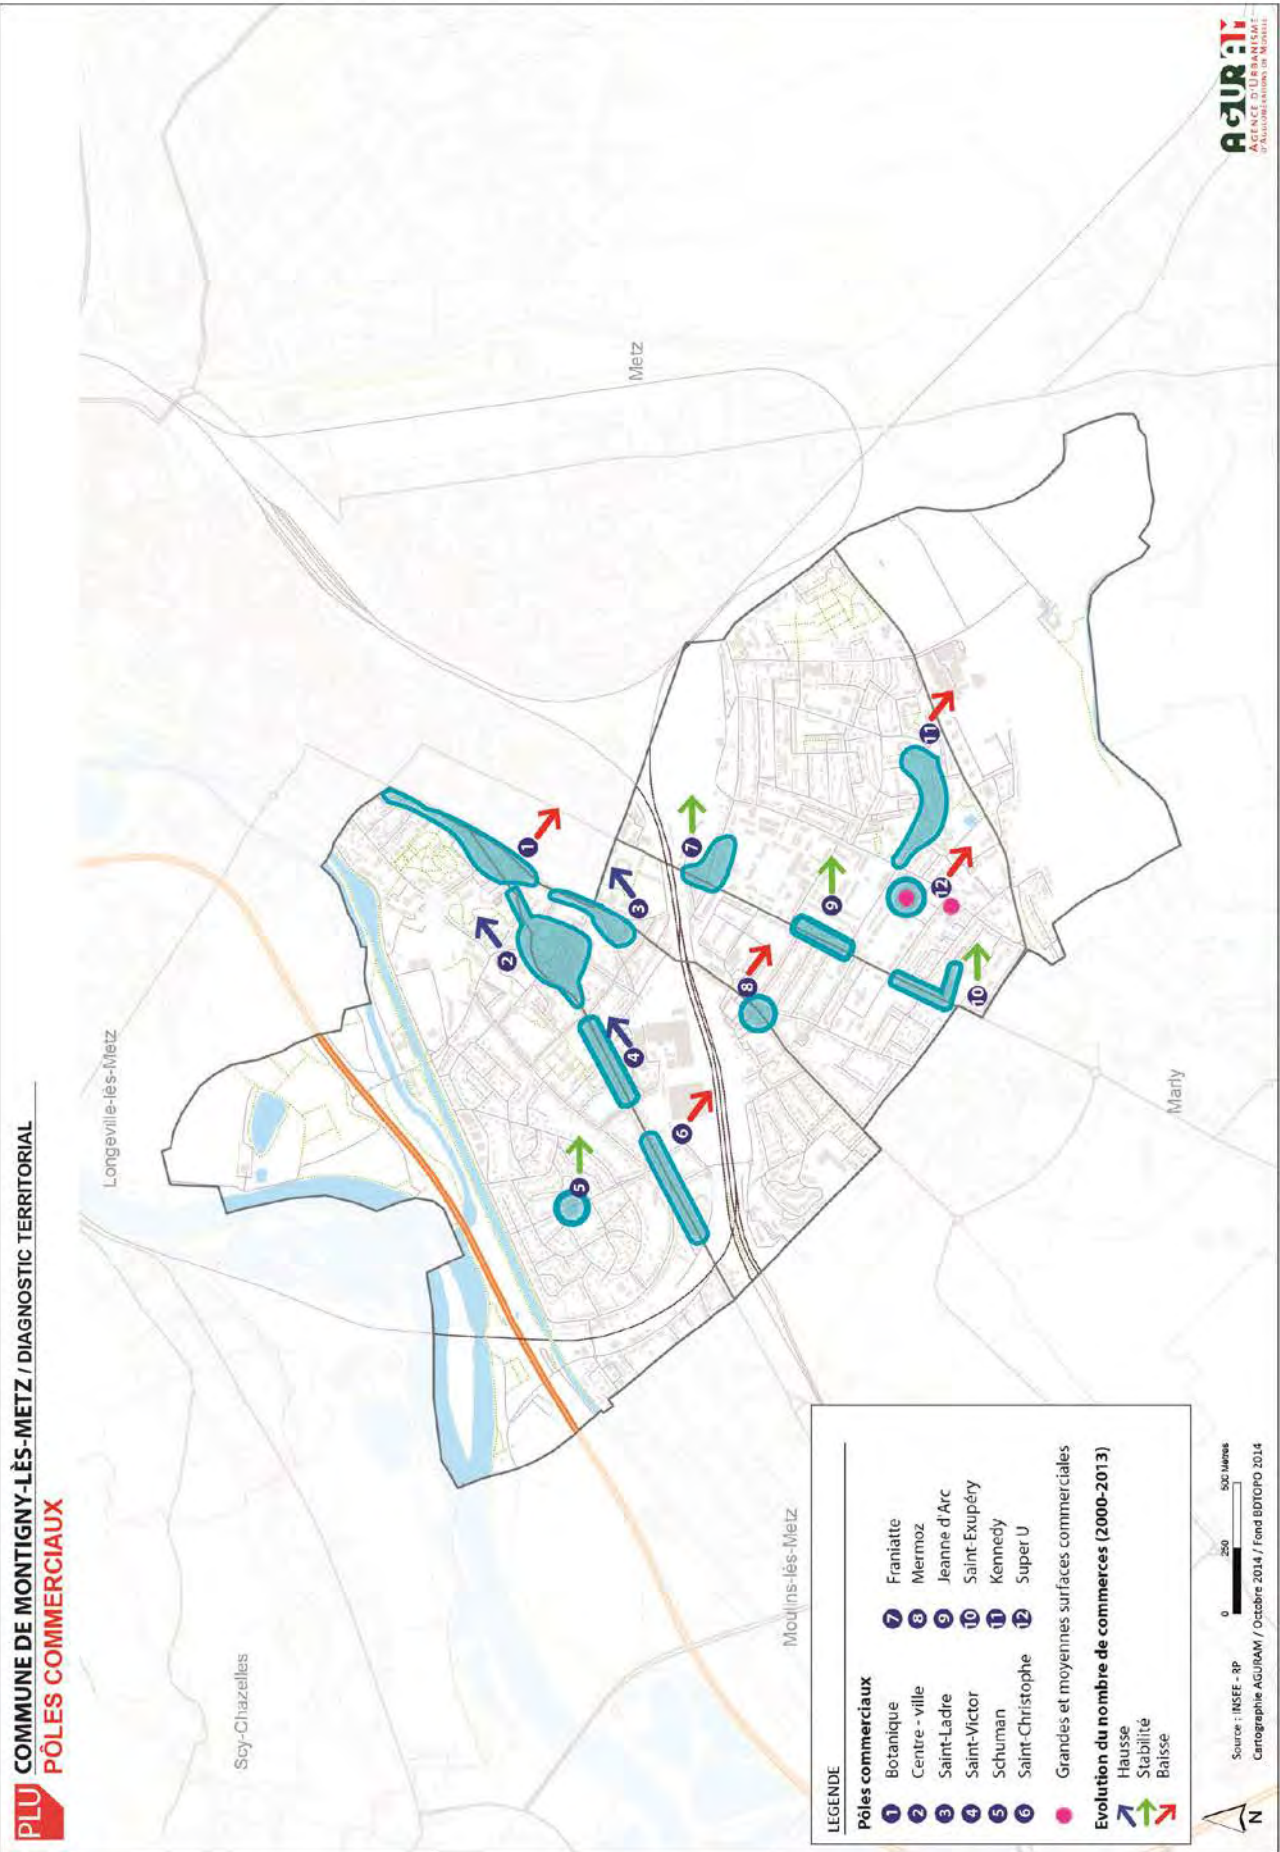 PLU COMMUNE DE MONTIGNY-LÈS-METZ / DIAGNOSTIC TERRITORIAL
PÔLES COMMERCIAUX
Scy-Chazelles
Longeville-lès-Metz
Metz
Moulins-lès-Metz
Marly
1
2
3
4
5
6
7
8
9
10
11
12
LEGENDE
Pôles commerciaux
1 Botanique
2 Centre - ville
3 Saint-Ladre
4 Saint-Victor
5 Schuman
6 Saint-Christophe
7 Franiatte
8 Mermoz
9 Jeanne d'Arc
10 Saint-Exupéry
11 Kennedy
12 Super U
Grandes et moyennes surfaces commerciales
Evolution du nombre de commerces (2000-2013)
Hausse
Stabilité
Baisse
N
0 250 500 Mètres
Source : INSEE - RP
Cartographie AGURAM / Octobre 2014 / Fond BDTOPO 2014
AGURAM
AGENCE D'URBANISME
D'AGGLOMÉRATIONS DE MOSELLE